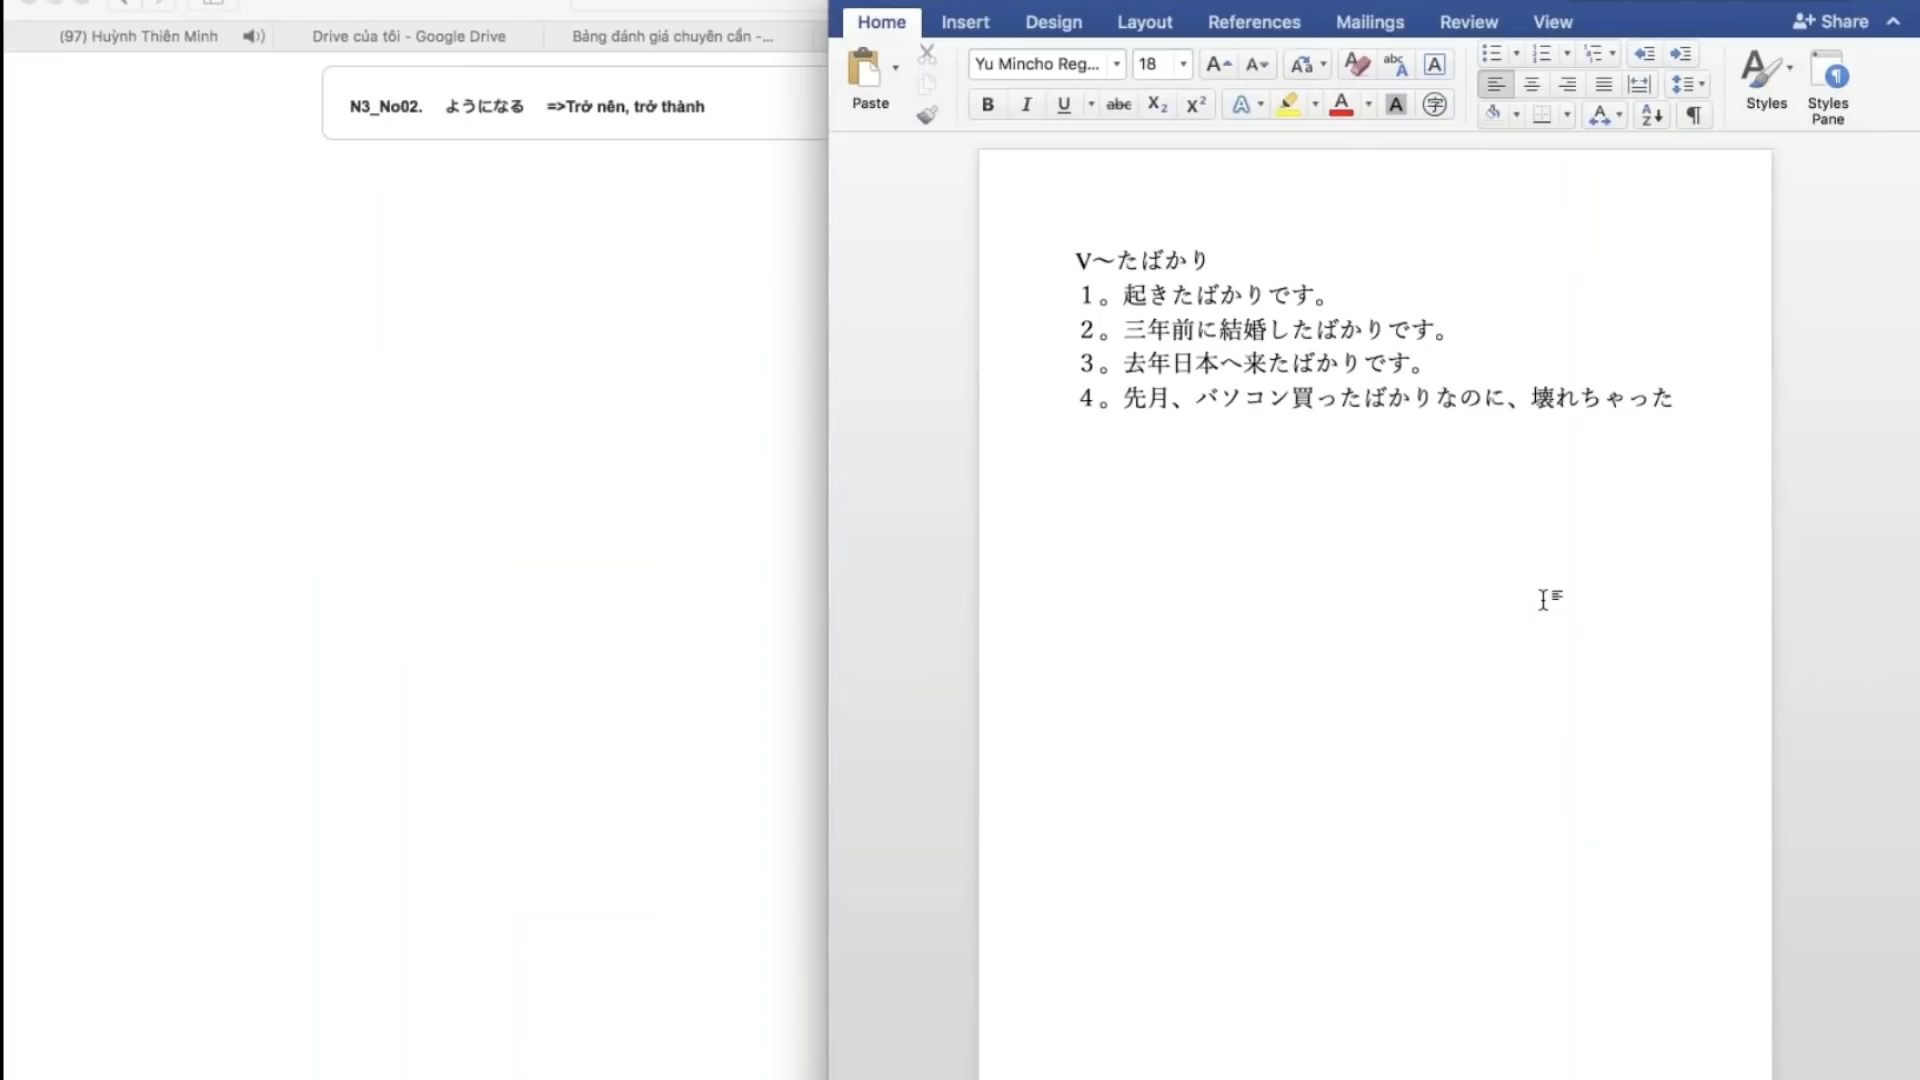 (97) Huỳnh Thiên Minh
Drive của tôi - Google Drive
Bảng đánh giá chuyên cần -...
N3_No02. ようになる =>Trở nên, trở thành
Home Insert Design Layout References Mailings Review View Share
Paste
Yu Mincho Reg... 18
Styles
Styles Pane
V～たばかり
１。起きたばかりです。
２。三年前に結婚したばかりです。
３。去年日本へ来たばかりです。
４。先月、バソコン買ったばかりなのに、壊れちゃった